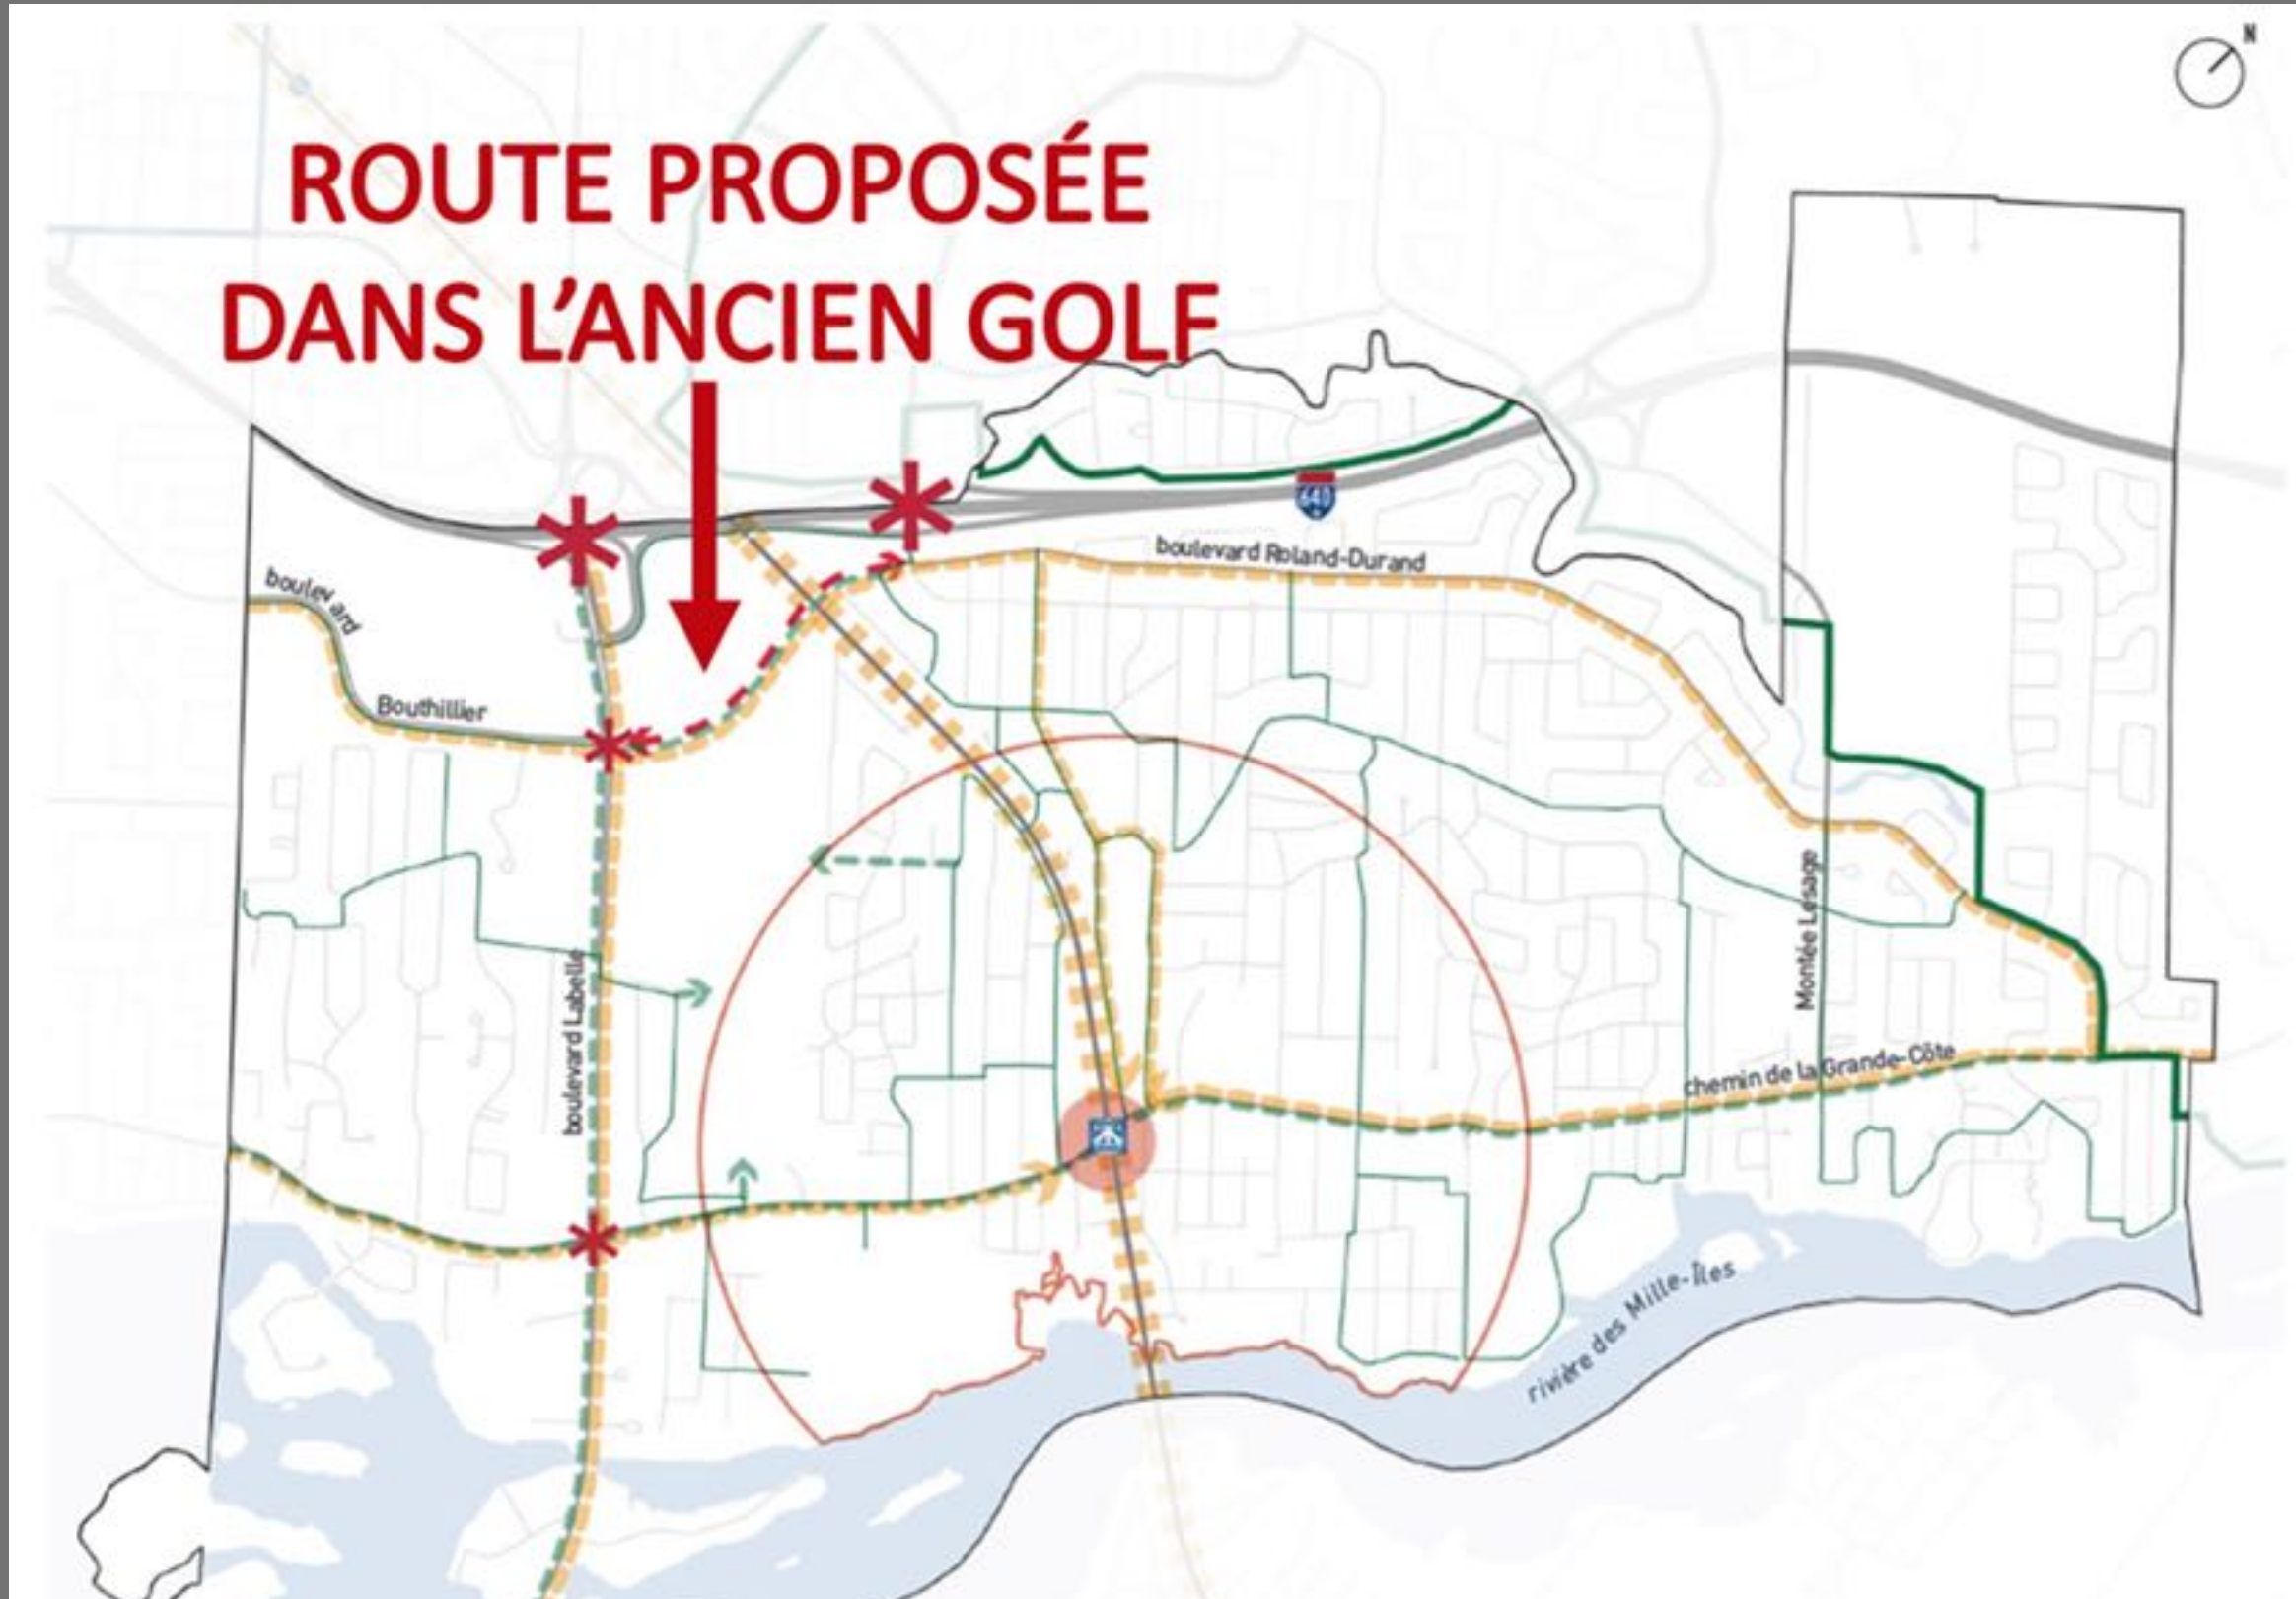 N
ROUTE PROPOSÉE
DANS L'ANCIEN GOLF
640
boulevard Roland-Durand
boulevard
Bouthillier
boulevard Labelle
Montée Lesage
chemin de la Grande-Côte
rivière des Mille-Îles